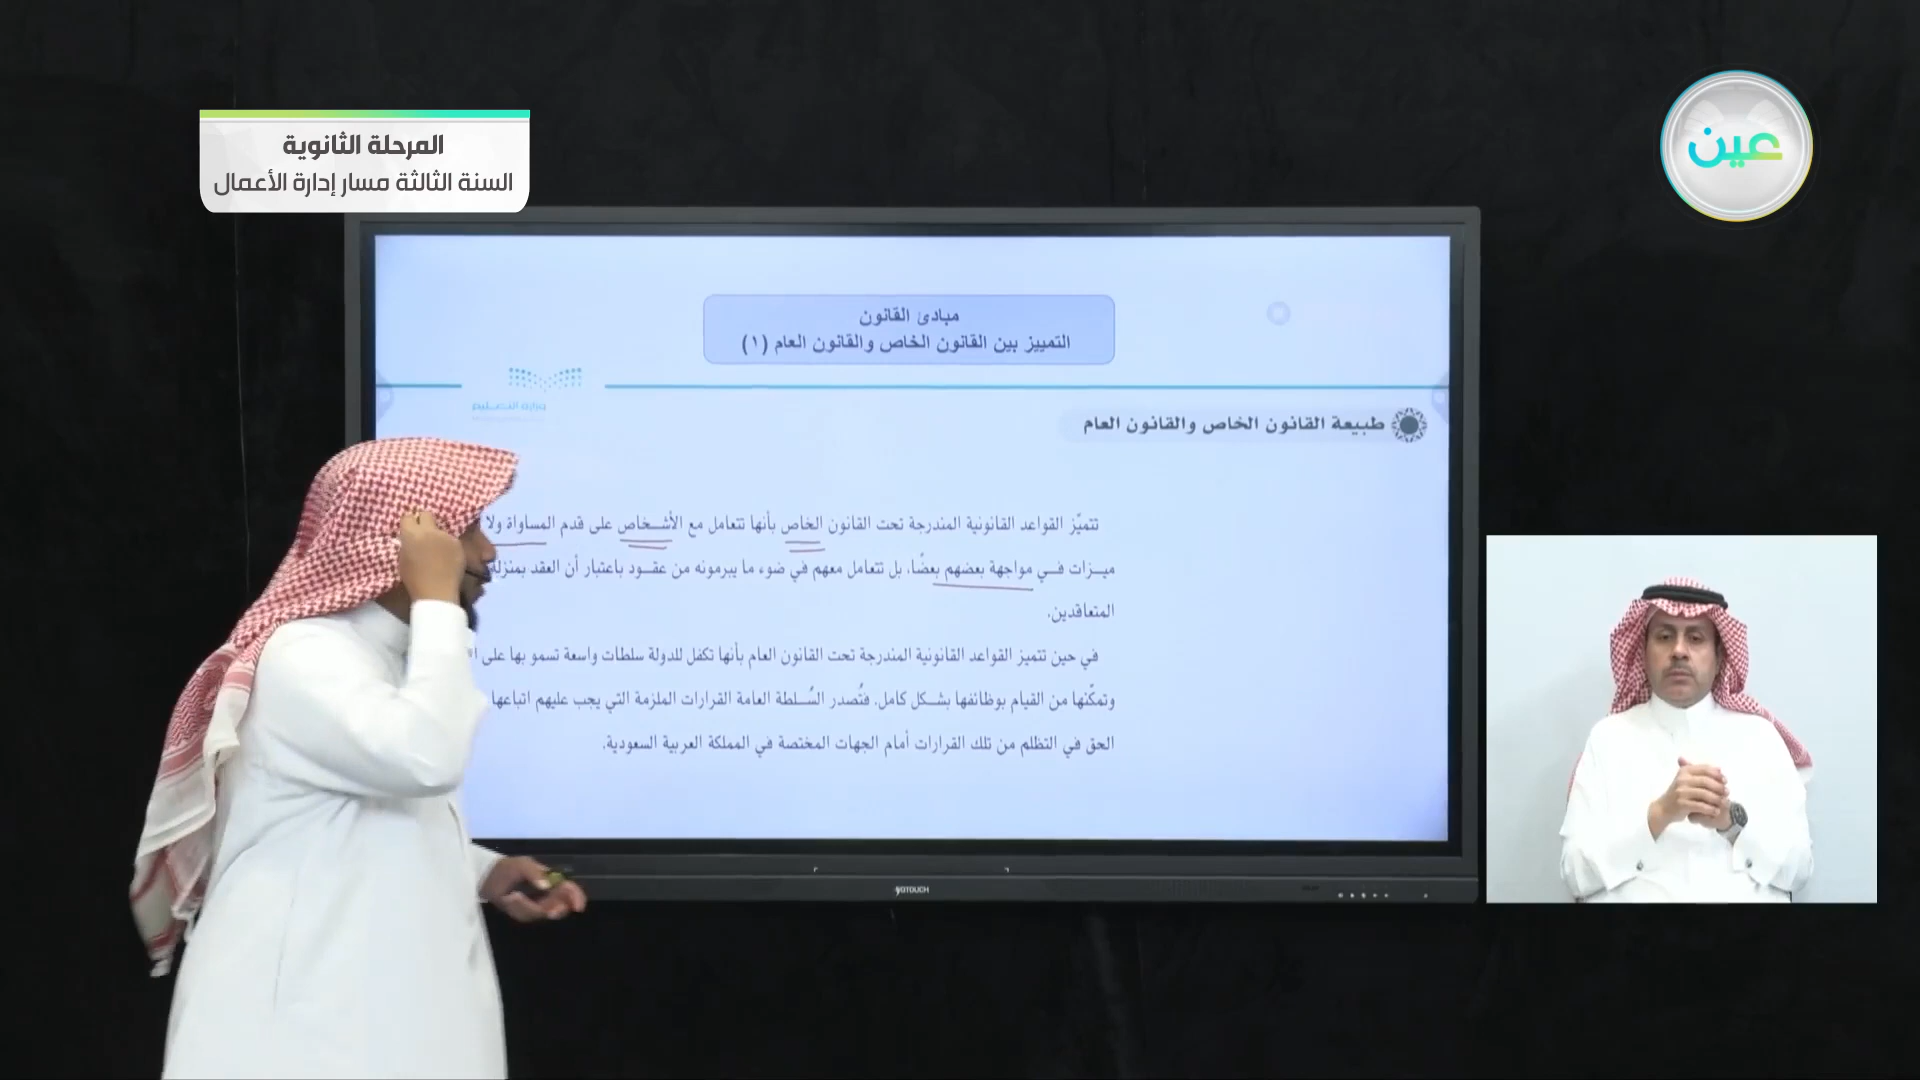 المرحلة الثانوية
السنة الثالثة مسار إدارة الأعمال
عين
مبادئ القانون
التمييز بين القانون الخاص والقانون العام (١)
وزارة التعليم
طبيعة القانون الخاص والقانون العام
تتميَّز القواعد القانونية المندرجة تحت القانون الخاص بأنها تتعامل مع الأشخاص على قدم المساواة ولا
ميزات في مواجهة بعضهم بعضًا، بل تتعامل معهم في ضوء ما يبرمونه من عقود باعتبار أن العقد بمنزلة
المتعاقدين.
في حين تتميز القواعد القانونية المندرجة تحت القانون العام بأنها تكفل للدولة سلطات واسعة تسمو بها على
وتمكّنها من القيام بوظائفها بشكل كامل. فتُصدر السُّلطة العامة القرارات الملزمة التي يجب عليهم اتباعها
الحق في التظلم من تلك القرارات أمام الجهات المختصة في المملكة العربية السعودية.
YOTOUCH